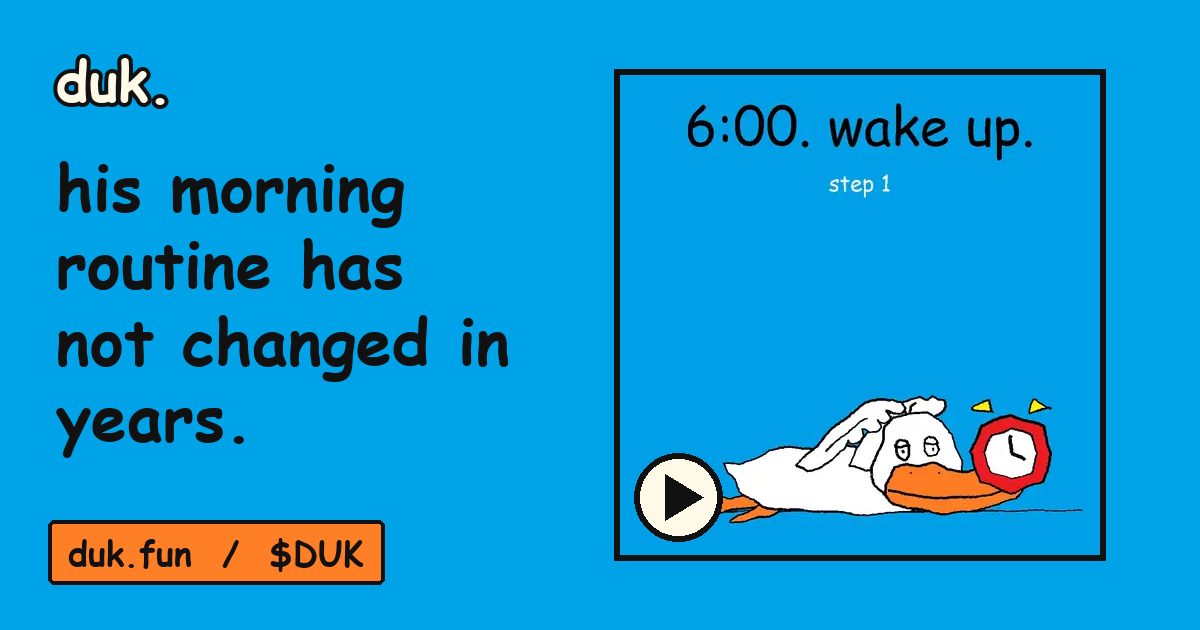 duk.
his morning
routine has
not changed in
years.
duk.fun / $DUK
6:00. wake up.
step 1